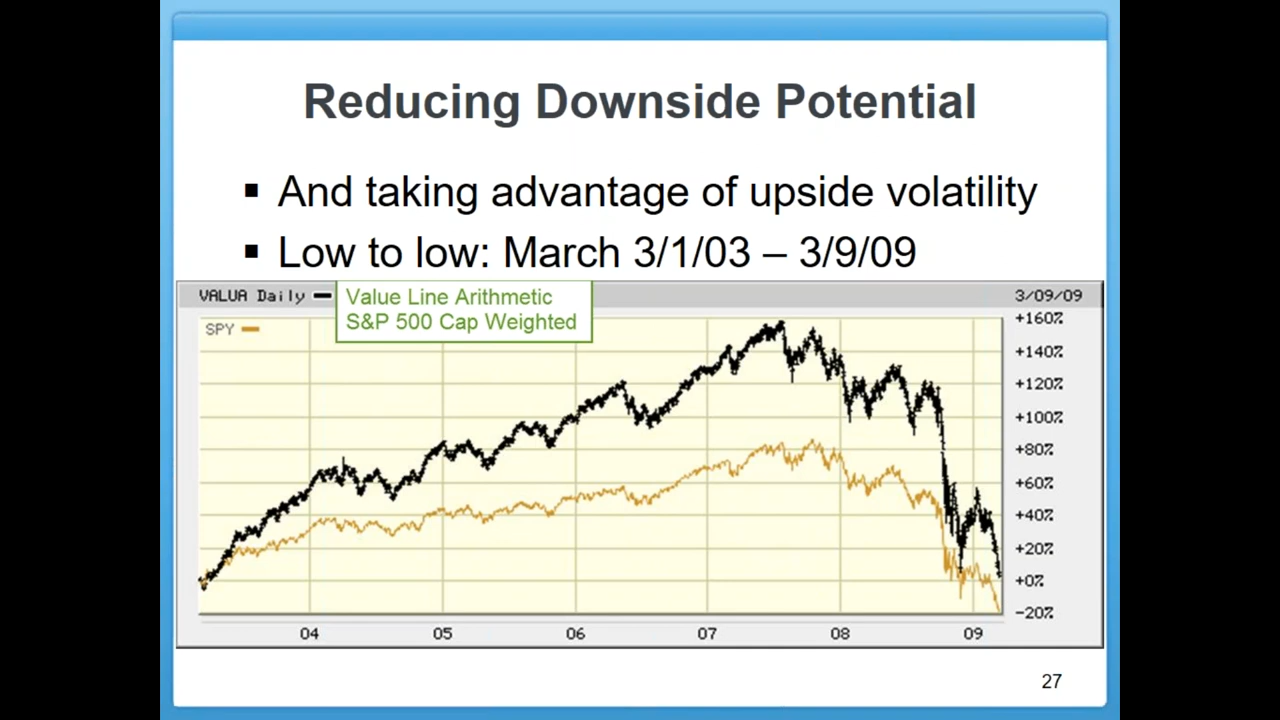 Reducing Downside Potential
▪ And taking advantage of upside volatility
▪ Low to low: March 3/1/03 – 3/9/09
VALUA Daily
Value Line Arithmetic
S&P 500 Cap Weighted
3/09/09
SPY
+160%
+140%
+120%
+100%
+80%
+60%
+40%
+20%
+0%
-20%
04 05 06 07 08 09
27